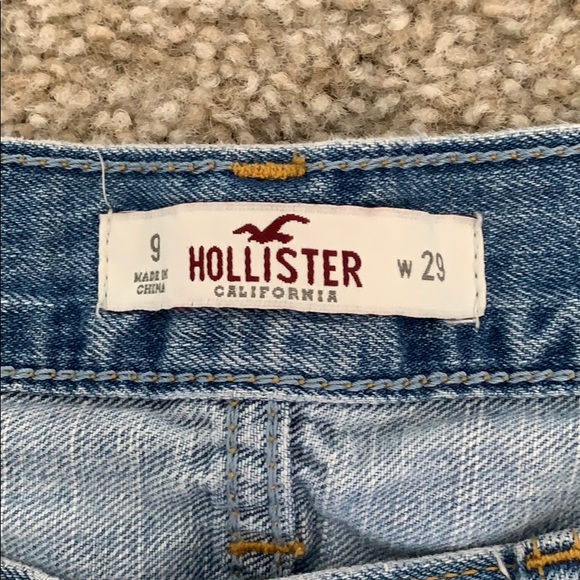 9
MADE IN
CHINA
HOLLISTER
CALIFORNIA
W 29